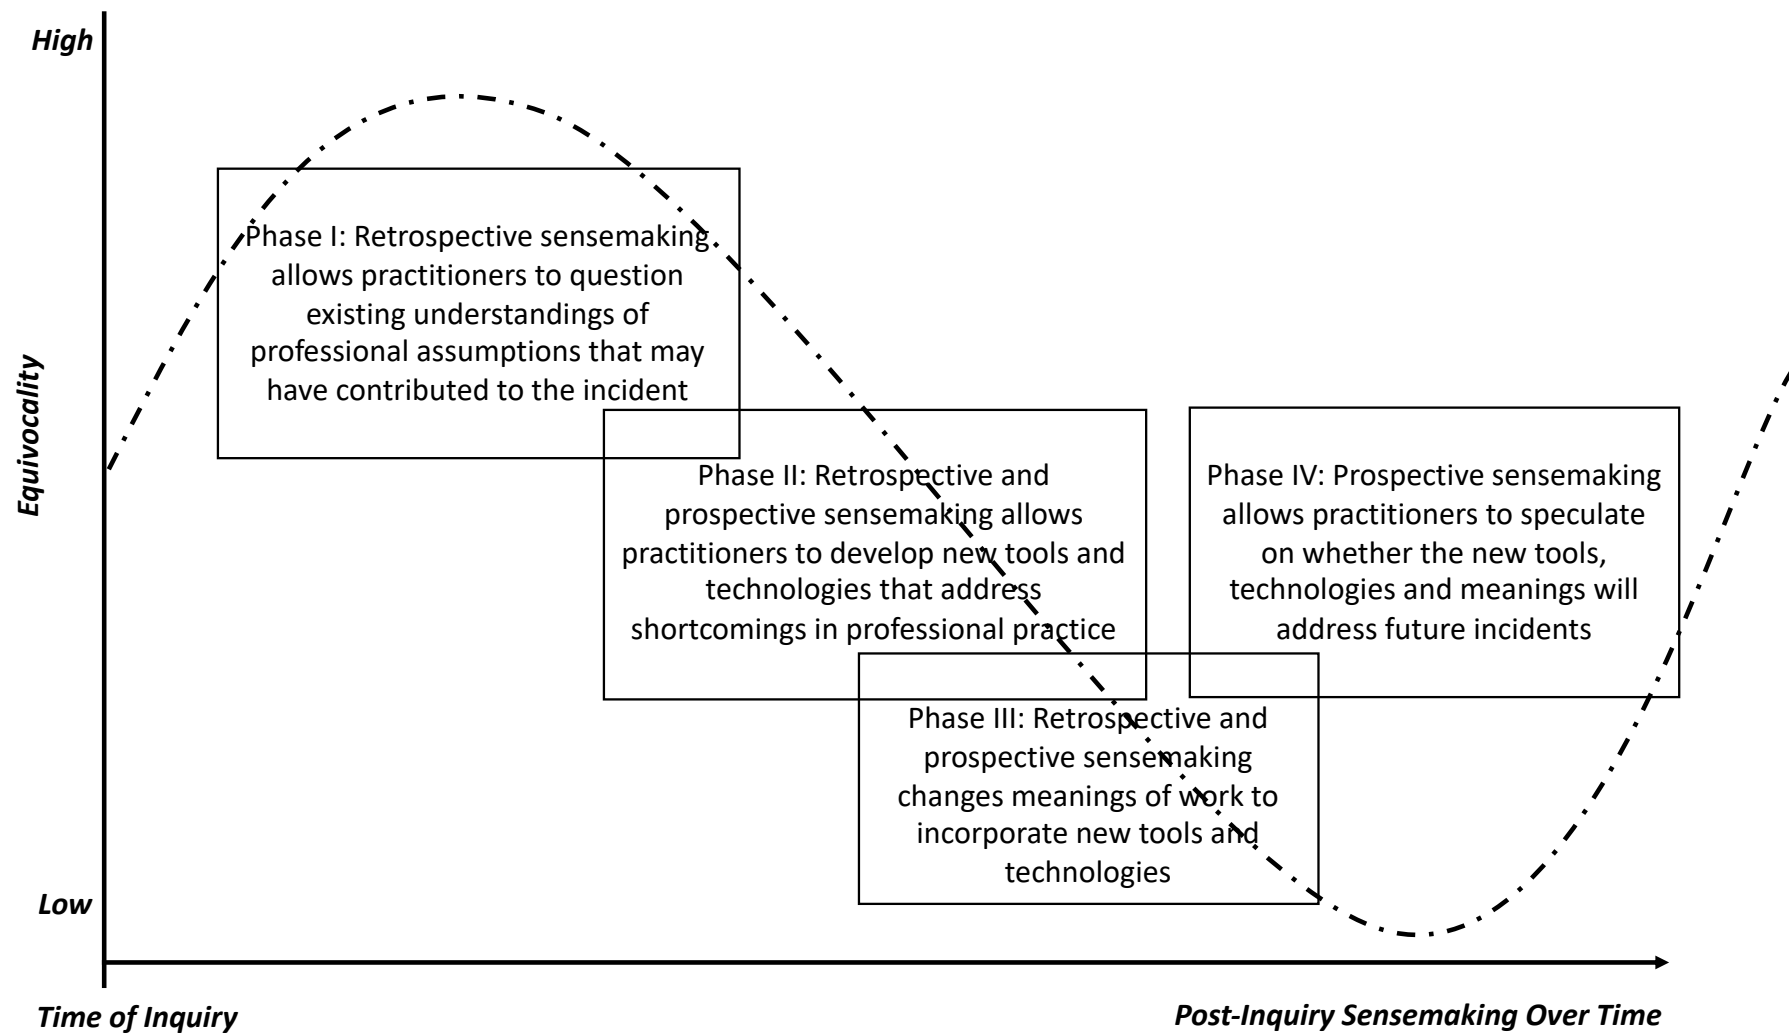 High
Equivocality
Low
Phase I: Retrospective sensemaking
allows practitioners to question
existing understandings of
professional assumptions that may
have contributed to the incident
Phase II: Retrospective and
prospective sensemaking allows
practitioners to develop new tools and
technologies that address
shortcomings in professional practice
Phase III: Retrospective and
prospective sensemaking
changes meanings of work to
incorporate new tools and
technologies
Phase IV: Prospective sensemaking
allows practitioners to speculate
on whether the new tools,
technologies and meanings will
address future incidents
Time of Inquiry
Post-Inquiry Sensemaking Over Time